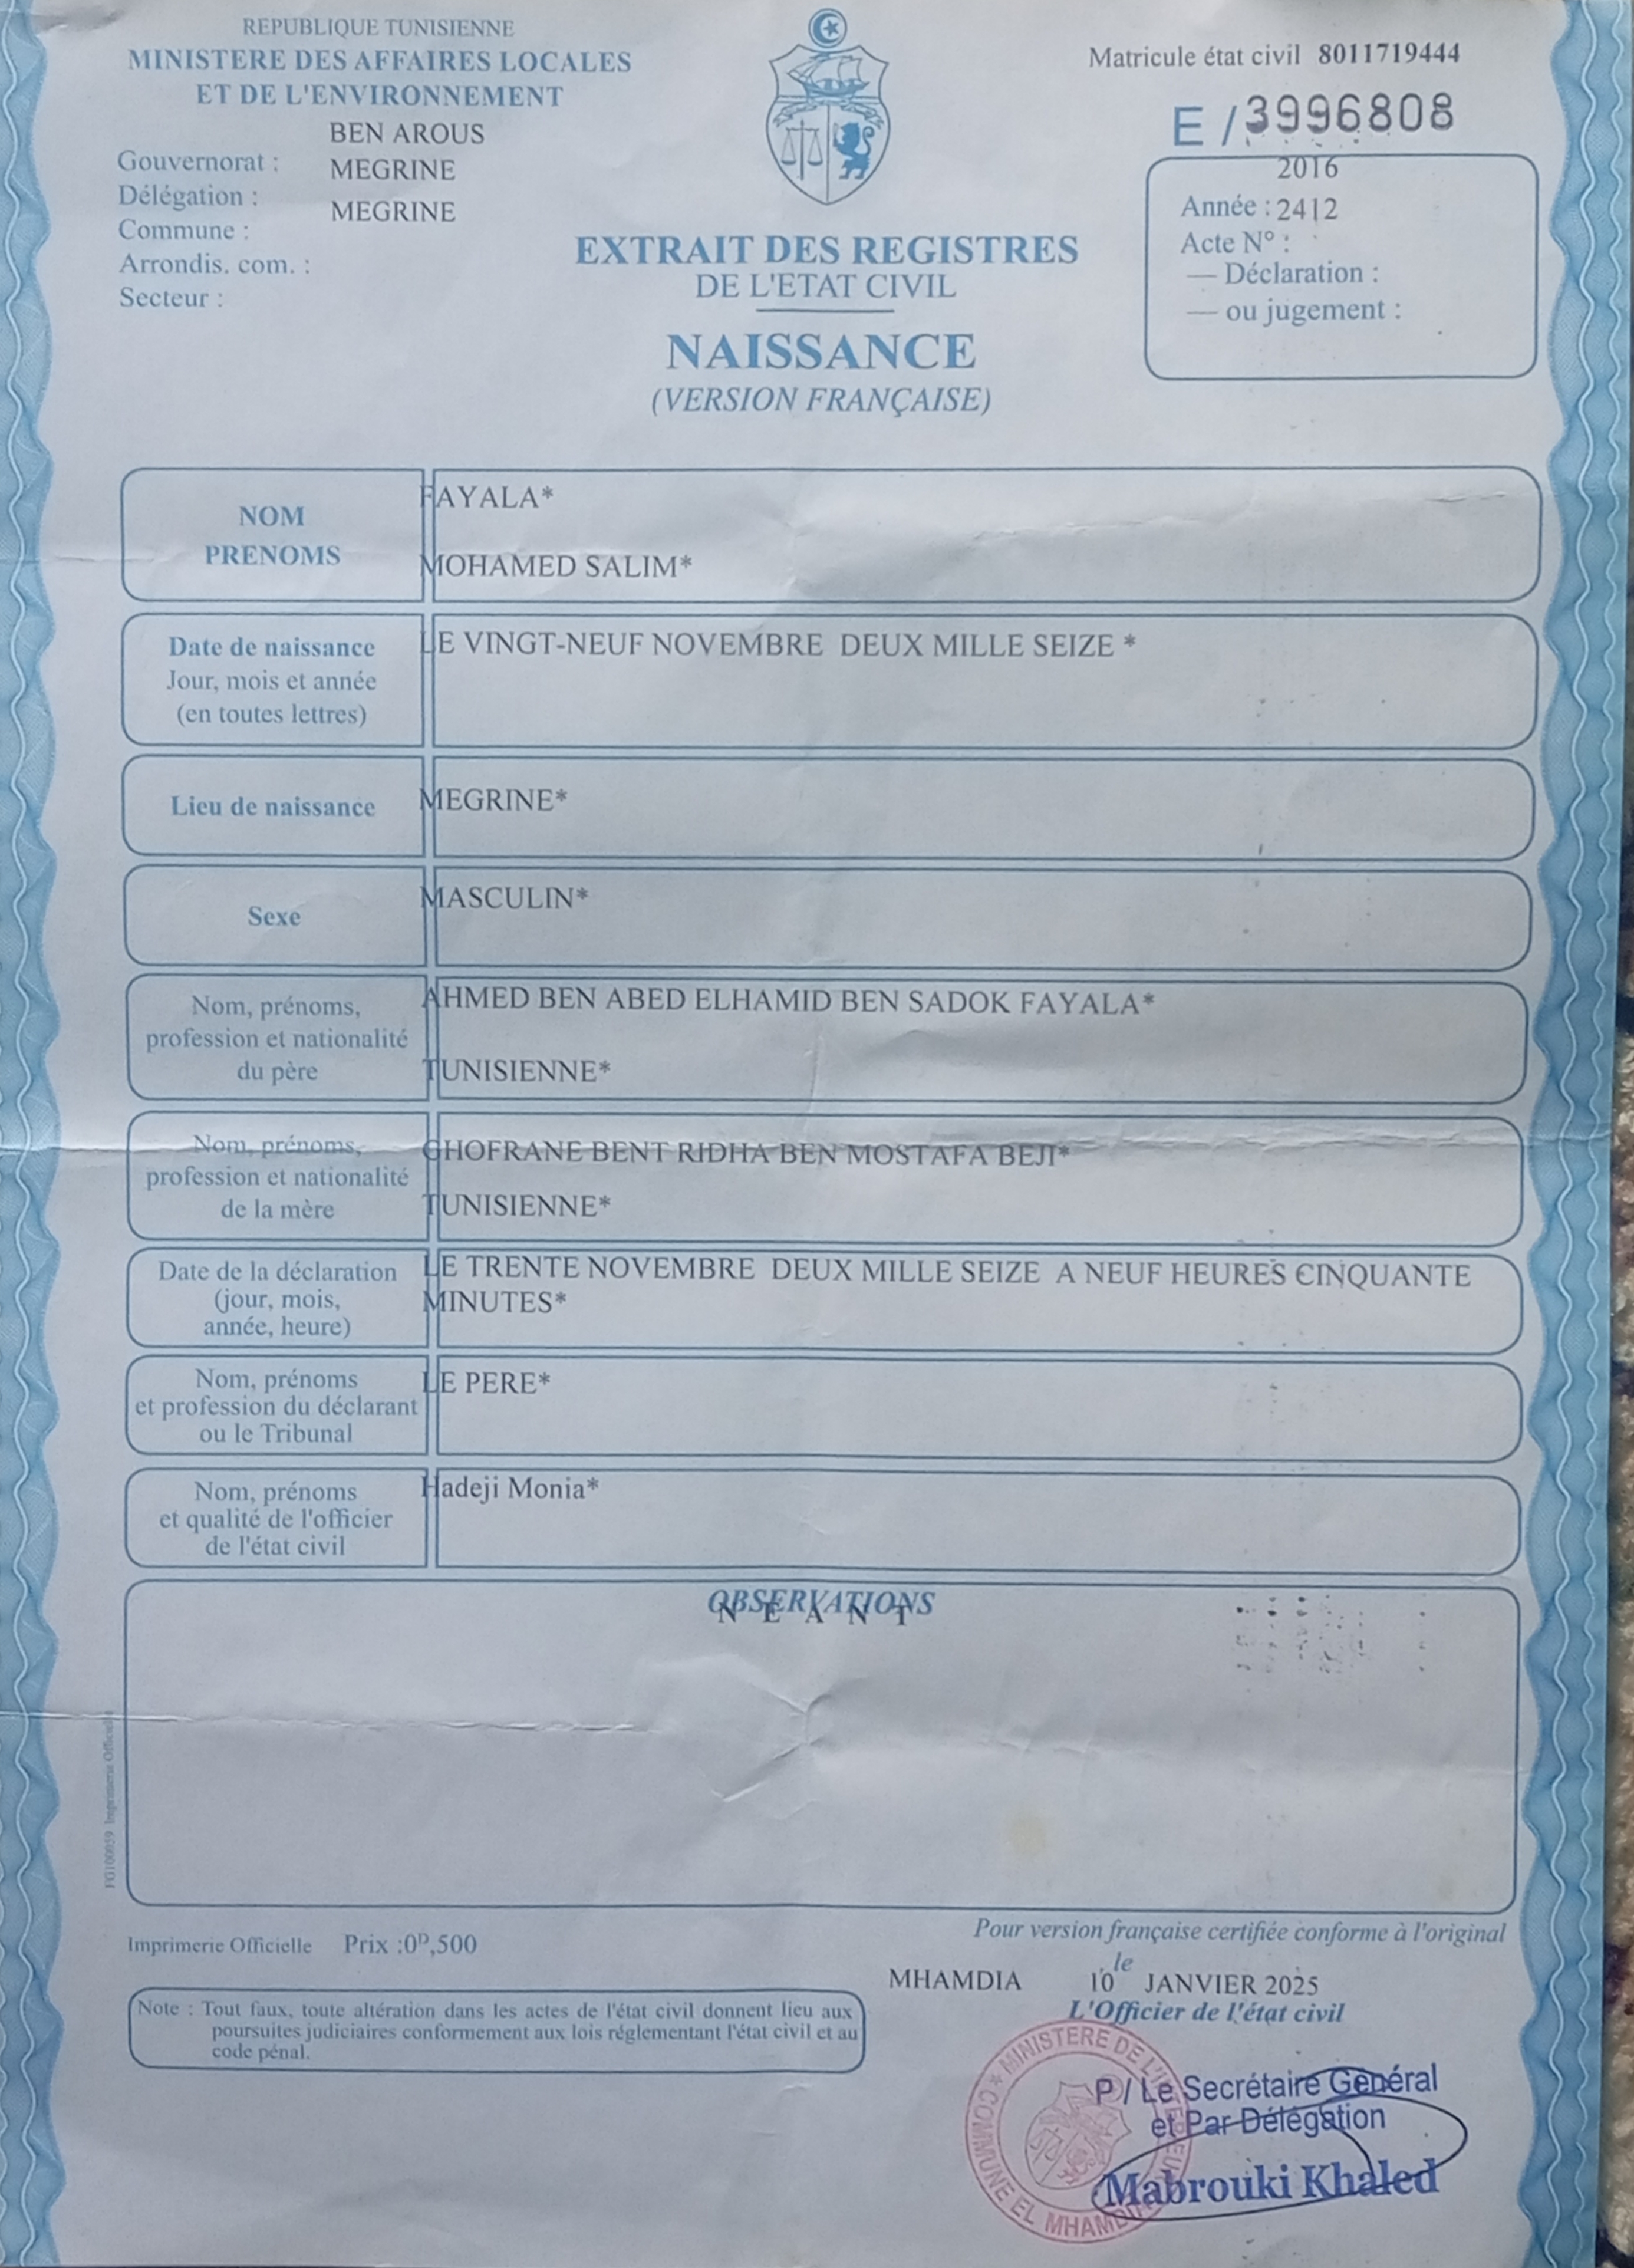 REPUBLIQUE TUNISIENNE
MINISTERE DES AFFAIRES LOCALES
ET DE L'ENVIRONNEMENT
BEN AROUS
Gouvernorat : MEGRINE
Délégation :
Commune : MEGRINE
Arrondis. com. :
Secteur :
Matricule état civil 8011719444
E / 3996808
2016
Année : 2412
Acte N° :
— Déclaration :
— ou jugement :
EXTRAIT DES REGISTRES
DE L'ETAT CIVIL
NAISSANCE
(VERSION FRANÇAISE)
NOM
PRENOMS
FAYALA*
MOHAMED SALIM*
Date de naissance
Jour, mois et année
(en toutes lettres)
LE VINGT-NEUF NOVEMBRE DEUX MILLE SEIZE *
Lieu de naissance
MEGRINE*
Sexe
MASCULIN*
Nom, prénoms,
profession et nationalité
du père
AHMED BEN ABED ELHAMID BEN SADOK FAYALA*
TUNISIENNE*
Nom, prénoms,
profession et nationalité
de la mère
GHOFRANE BENT RIDHA BEN MOSTAFA BEJI*
TUNISIENNE*
Date de la déclaration
(jour, mois,
année, heure)
LE TRENTE NOVEMBRE DEUX MILLE SEIZE A NEUF HEURES CINQUANTE
MINUTES*
Nom, prénoms
et profession du déclarant
ou le Tribunal
LE PERE*
Nom, prénoms
et qualité de l'officier
de l'état civil
Hadeji Monia*
OBSERVATIONS
N E A N T
FG100059 Imprimerie Officielle
Imprimerie Officielle Prix :0ᴰ,500
Pour version française certifiée conforme à l'original
le
MHAMDIA 10 JANVIER 2025
L'Officier de l'état civil
Note : Tout faux, toute altération dans les actes de l'état civil donnent lieu aux
poursuites judiciaires conformement aux lois réglementant l'état civil et au
code pénal.
MINISTERE DE L'INTERIEUR
COMMUNE EL MHAMDIA
P / Le Secrétaire Général
et Par Délégation
Mabrouki Khaled